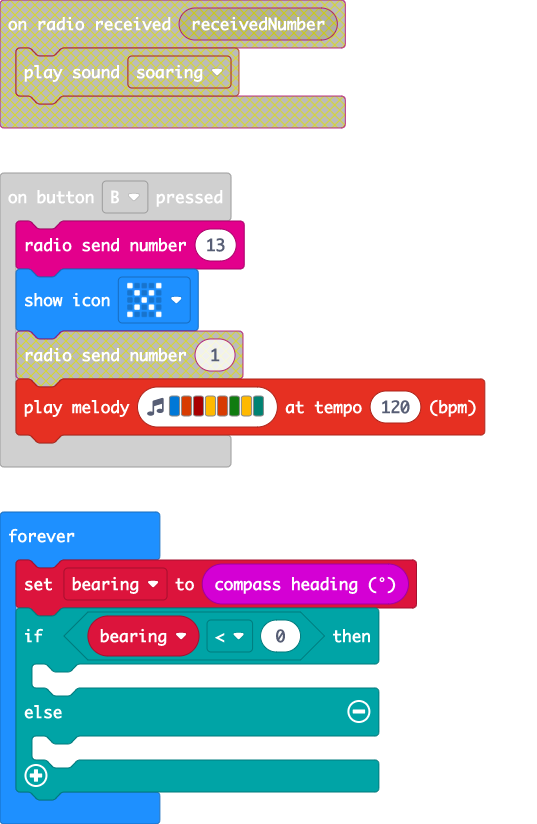 on radio received receivedNumber
play sound soaring
on button B pressed
radio send number 13
show icon
radio send number 1
play melody at tempo 120 (bpm)
forever
set bearing to compass heading (°)
if bearing < 0 then
else